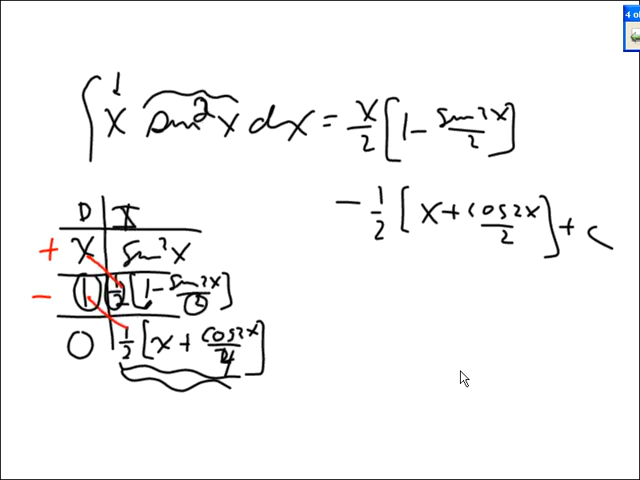 ∫ x sin²x dx = x/2 [1 - sin2x/2]
- 1/2 [x + cos2x/2] + c
D I
+ x sin²x
- 1 1/2 [1 - sin2x/2]
0 1/2 [x + cos2x/4]